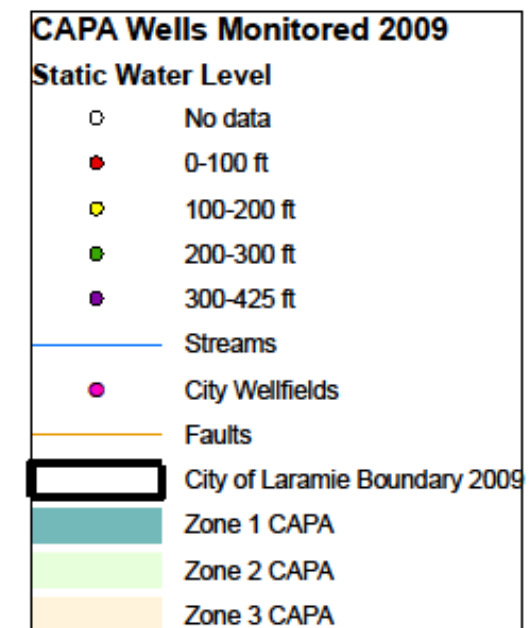 CAPA Wells Monitored 2009
Static Water Level
No data
0-100 ft
100-200 ft
200-300 ft
300-425 ft
Streams
City Wellfields
Faults
City of Laramie Boundary 2009
Zone 1 CAPA
Zone 2 CAPA
Zone 3 CAPA